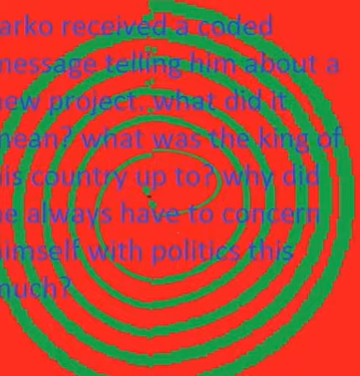 arko received a coded
message telling him about a
new project. what did it
mean? what was the king of
his country up to? why did
he always have to concern
himself with politics this
much?